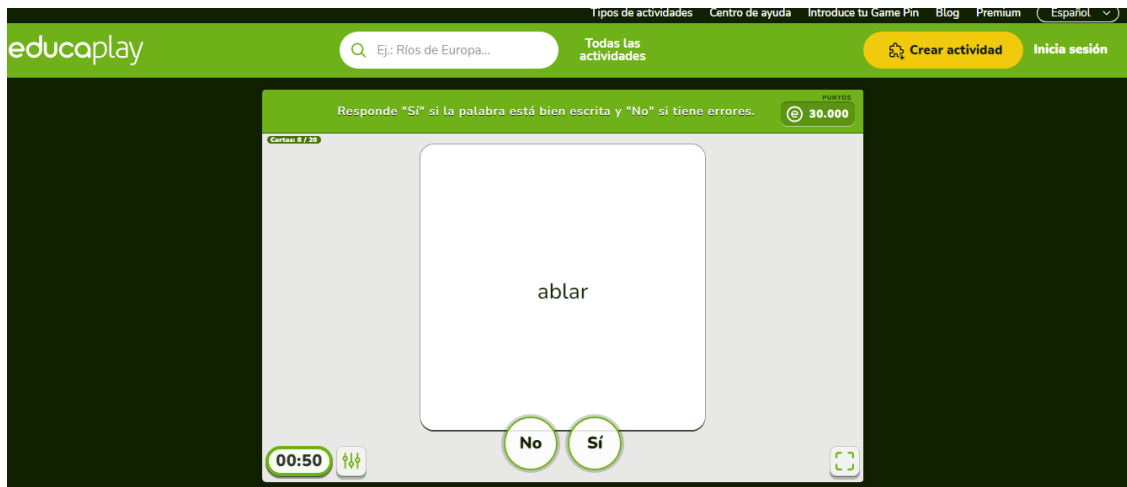 Tipos de actividades Centro de ayuda Introduce tu Game Pin Blog Premium Español
educaplay
Ej.: Ríos de Europa...
Todas las
actividades
Crear actividad
Inicia sesión
Responde "Sí" si la palabra está bien escrita y "No" si tiene errores.
PUNTOS
30.000
Cartas: 8 / 20
ablar
No
Sí
00:50